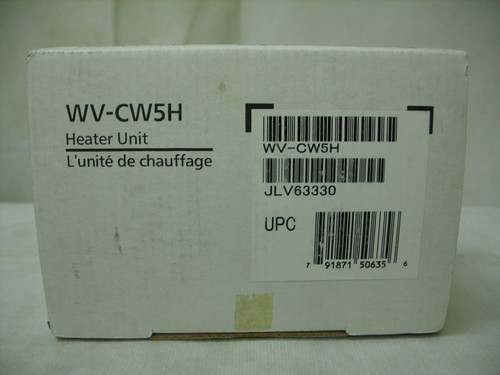 WV-CW5H
Heater Unit
L'unité de chauffage
WV-CW5H
JLV63330
UPC
7 91871 50635 6